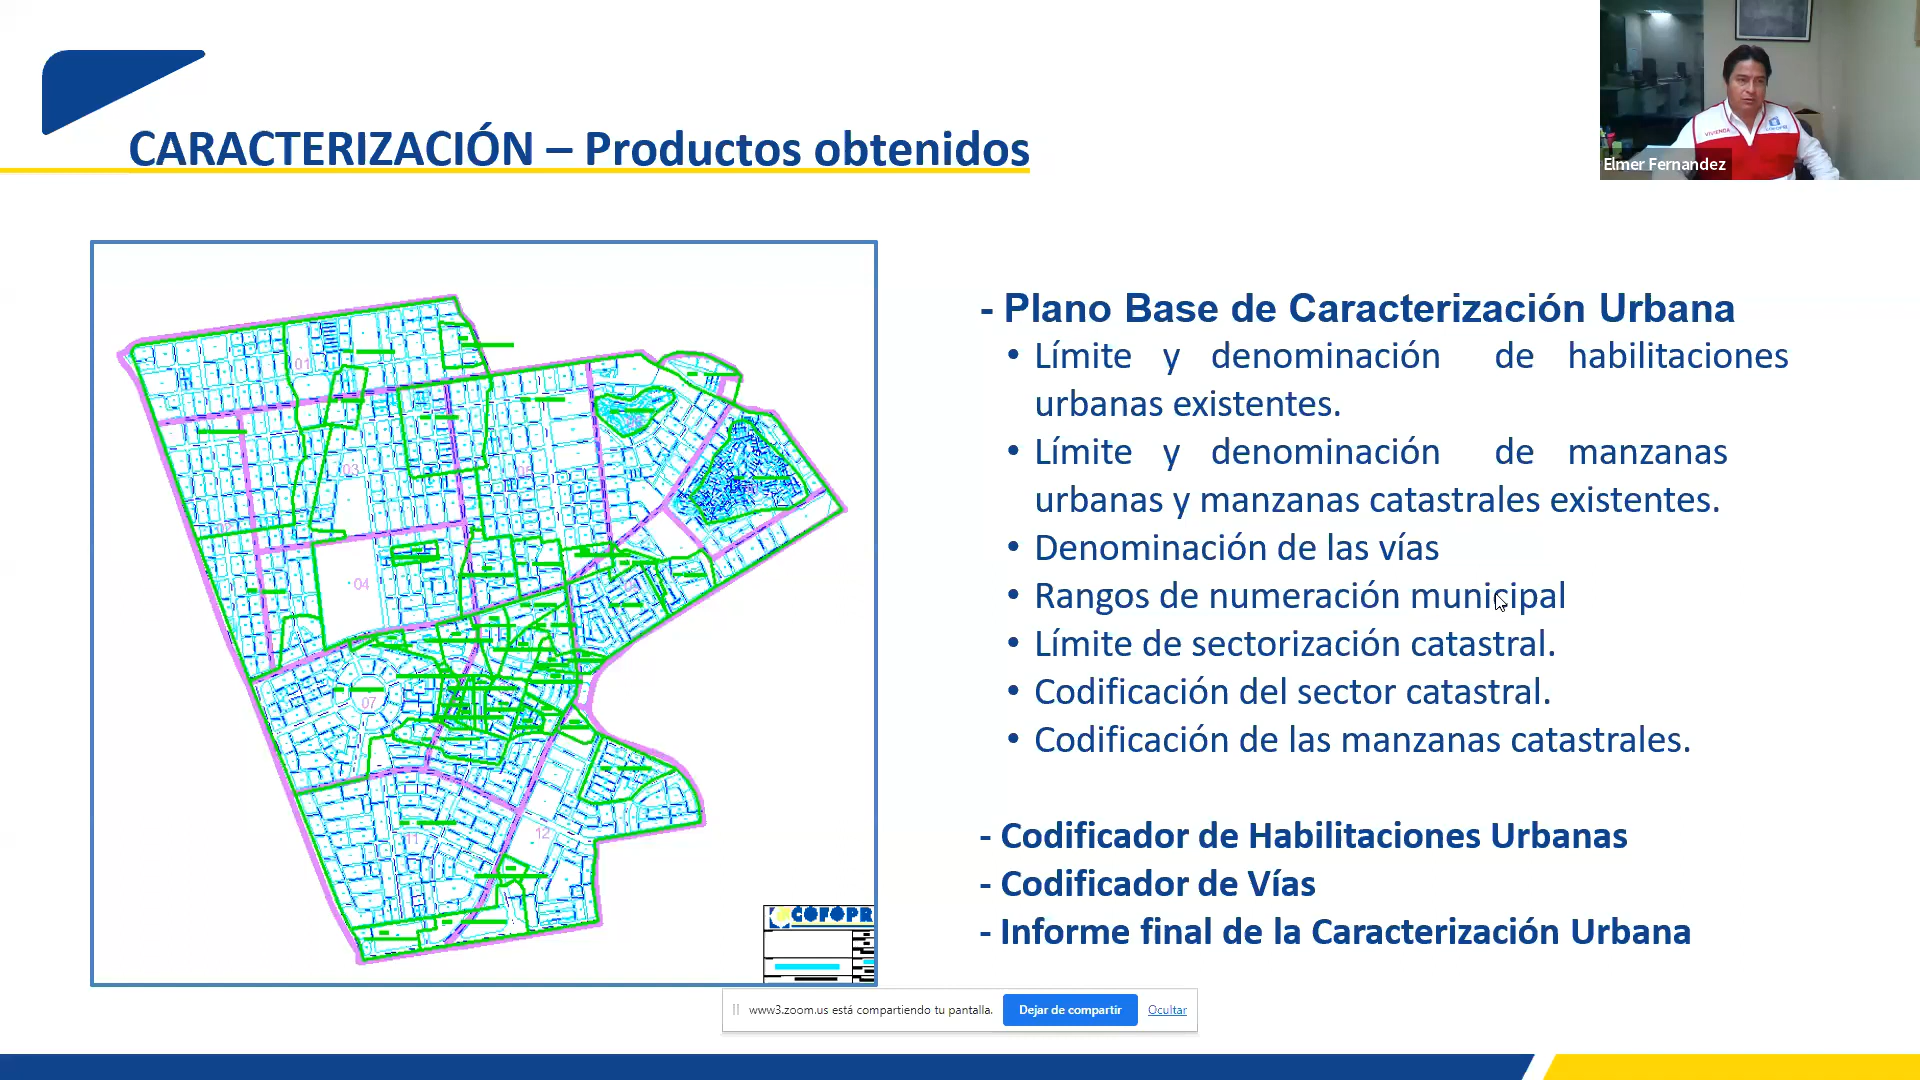 Elmer Fernandez
VIVIENDA
CARACTERIZACIÓN – Productos obtenidos
01
03
04
07
11
12
COFOPR
- Plano Base de Caracterización Urbana
• Límite y denominación de habilitaciones
urbanas existentes.
• Límite y denominación de manzanas
urbanas y manzanas catastrales existentes.
• Denominación de las vías
• Rangos de numeración municipal
• Límite de sectorización catastral.
• Codificación del sector catastral.
• Codificación de las manzanas catastrales.
- Codificador de Habilitaciones Urbanas
- Codificador de Vías
- Informe final de la Caracterización Urbana
www3.zoom.us está compartiendo tu pantalla.
Dejar de compartir
Ocultar